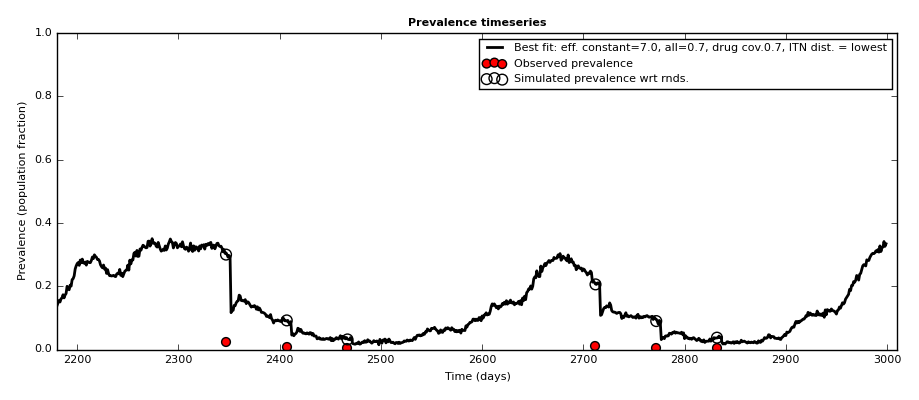 Prevalence timeseries
Best fit: eff. constant=7.0, all=0.7, drug cov.0.7, ITN dist. = lowest
Observed prevalence
Simulated prevalence wrt rnds.
Prevalence (population fraction)
1.0
0.8
0.6
0.4
0.2
0.0
2200 2300 2400 2500 2600 2700 2800 2900 3000
Time (days)